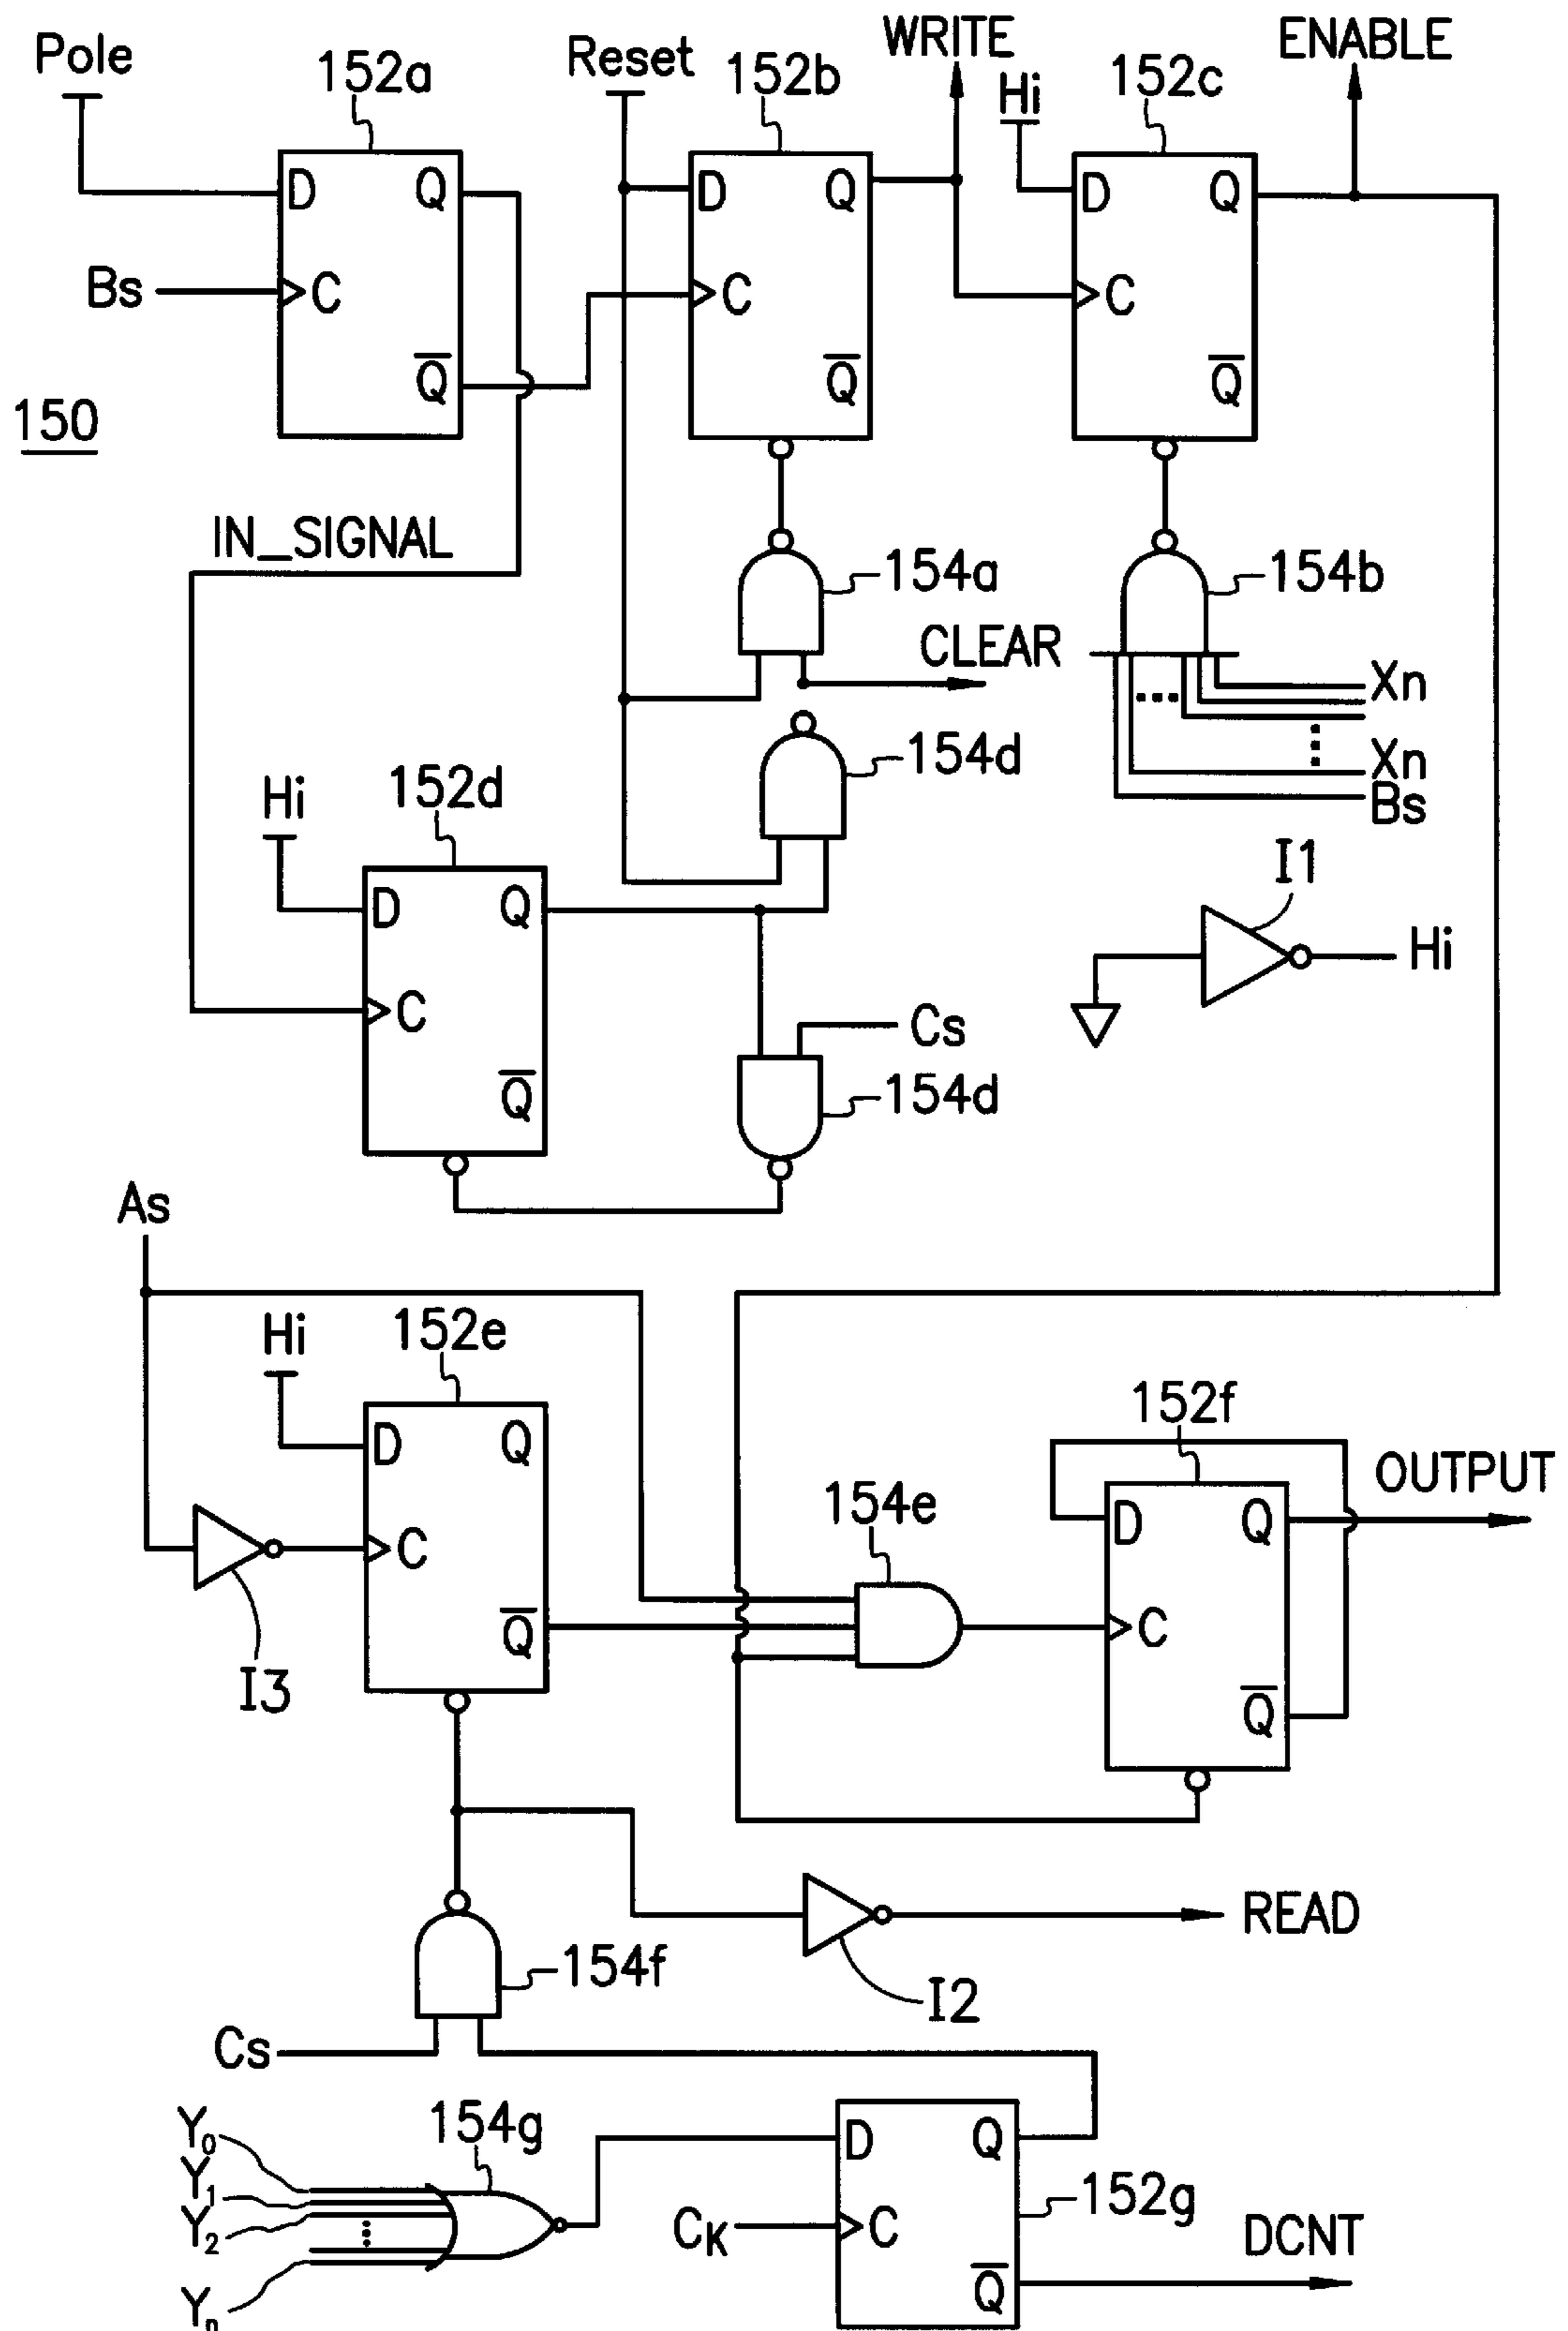 Pole
152a
Reset
152b
WRITE
Hi
152c
ENABLE
D Q
D Q
D Q
Bs
C
C
C
Q
Q
Q
150
IN_SIGNAL
154a
154b
CLEAR
Xn
154d
Xn
Bs
152d
Hi
I1
D Q
Hi
C
Cs
Q
154d
As
Hi
152e
152f
D Q
154e
D Q
OUTPUT
C
C
Q
I3
Q
READ
154f
I2
Cs
Y0
154g
D Q
Y1
152g
Y2
CK
C
DCNT
Q
Yn